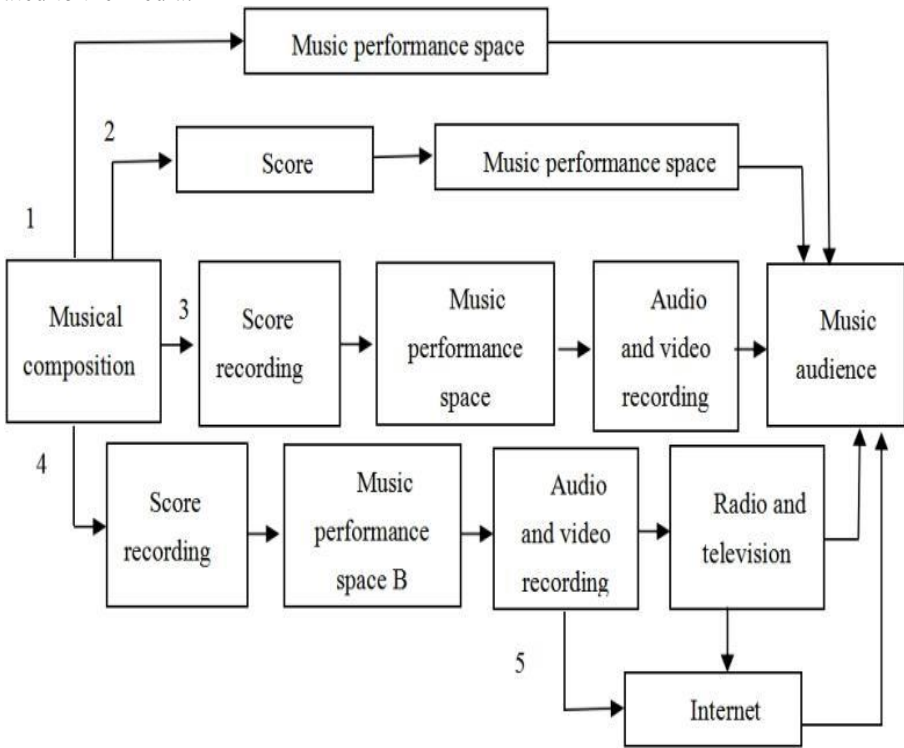 Music performance space
2
Score
Music performance space
1
Musical
composition
3
Score
recording
Music
performance
space
Audio
and video
recording
Music
audience
4
Score
recording
Music
performance
space B
Audio
and video
recording
Radio and
television
5
Internet